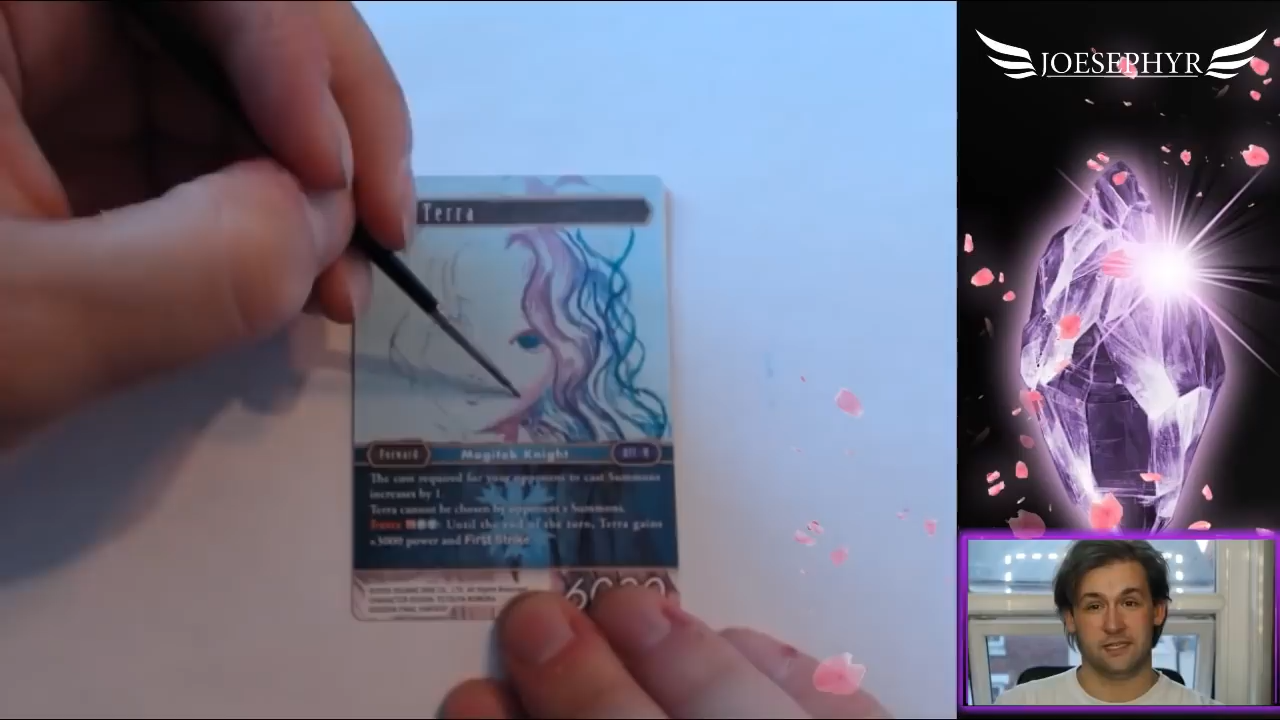 JOESEPHYR
Terra
Forward
Magitek Knight
The cost required for your opponent to cast Summons
increases by 1.
Terra cannot be chosen by opponent's Summons.
Until the end of the turn, Terra gains
+3000 power and First Strike